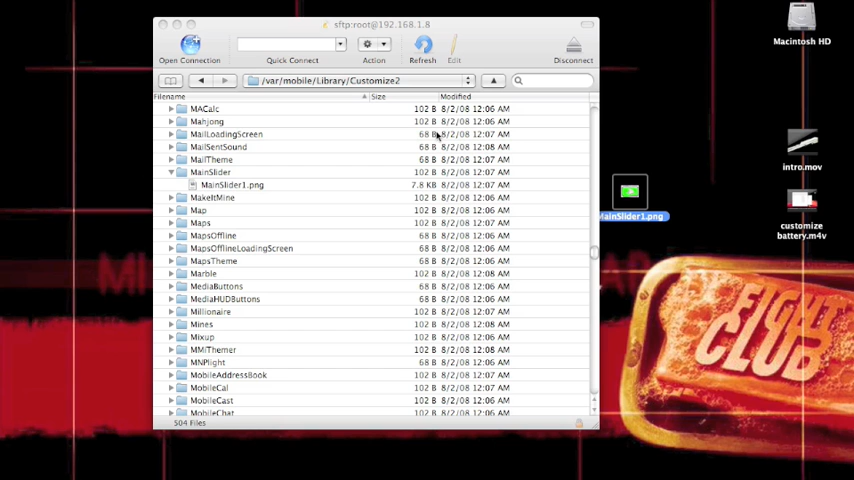 sftp:root@192.168.1.8
Open Connection
Quick Connect
Action
Refresh
Edit
Disconnect
/var/mobile/Library/Customize2
Filename Size Modified
MACalc 102 B 8/2/08 12:06 AM
Mahjong 102 B 8/2/08 12:06 AM
MailLoadingScreen 68 B 8/2/08 12:07 AM
MailSentSound 68 B 8/2/08 12:08 AM
MailTheme 68 B 8/2/08 12:07 AM
MainSlider 102 B 8/2/08 12:07 AM
MainSlider1.png 7.8 KB 8/2/08 12:07 AM
MakeItMine 102 B 8/2/08 12:06 AM
Map 102 B 8/2/08 12:06 AM
Maps 102 B 8/2/08 12:07 AM
MapsOffline 68 B 8/2/08 12:06 AM
MapsOfflineLoadingScreen 68 B 8/2/08 12:06 AM
MapsTheme 68 B 8/2/08 12:06 AM
Marble 102 B 8/2/08 12:07 AM
MediaButtons 68 B 8/2/08 12:06 AM
MediaHUDButtons 68 B 8/2/08 12:06 AM
Millionaire 102 B 8/2/08 12:07 AM
Mines 102 B 8/2/08 12:08 AM
Mixup 102 B 8/2/08 12:06 AM
MMiThemer 102 B 8/2/08 12:08 AM
MNPlight 68 B 8/2/08 12:06 AM
MobileAddressBook 102 B 8/2/08 12:06 AM
MobileCal 102 B 8/2/08 12:07 AM
MobileCast 102 B 8/2/08 12:06 AM
MobileChat 102 B 8/2/08 12:06 AM
504 Files
Macintosh HD
intro.mov
MainSlider1.png
customize
battery.m4v
FIGHT
CLUB